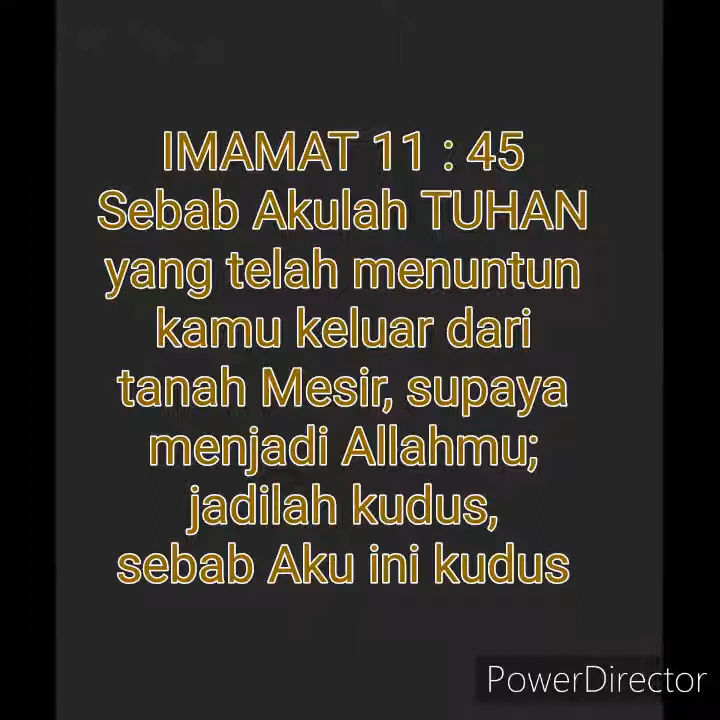 IMAMAT 11 : 45
Sebab Akulah TUHAN
yang telah menuntun
kamu keluar dari
tanah Mesir, supaya
menjadi Allahmu;
jadilah kudus,
sebab Aku ini kudus
PowerDirector